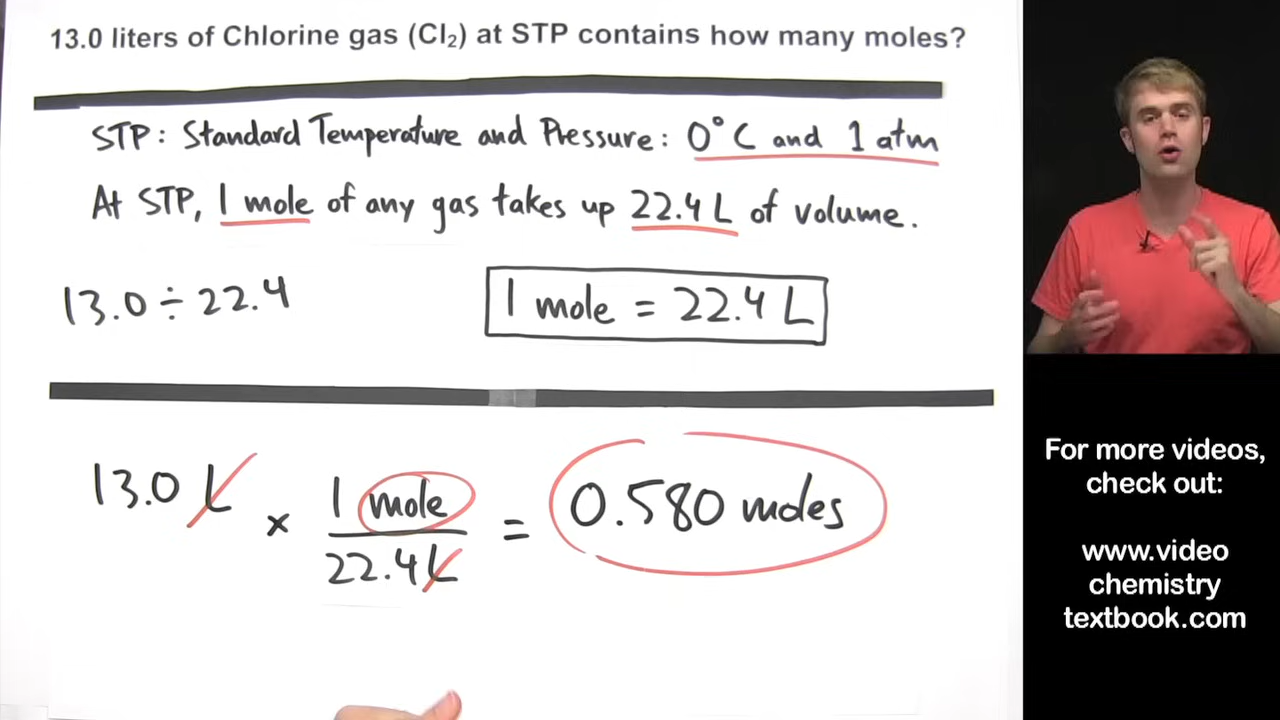 13.0 liters of Chlorine gas (Cl₂) at STP contains how many moles?
STP: Standard Temperature and Pressure: 0°C and 1 atm
At STP, 1 mole of any gas takes up 22.4 L of volume.
13.0 ÷ 22.4
1 mole = 22.4 L
13.0 L × 1 mole / 22.4 L = 0.580 moles
For more videos,
check out:
www.video
chemistry
textbook.com